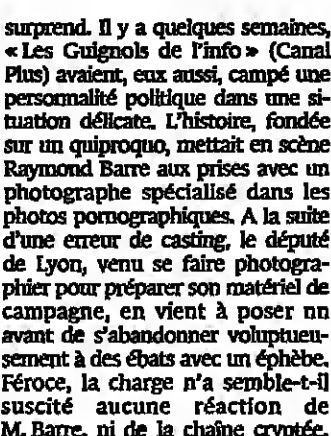 surprend. Il y a quelques semaines,
« Les Guignols de l'info » (Canal
Plus) avaient, eux aussi, campé une
personnalité politique dans une si-
tuation délicate. L'histoire, fondée
sur un quiproquo, mettait en scène
Raymond Barre aux prises avec un
photographe spécialisé dans les
photos pornographiques. A la suite
d'une erreur de casting, le député
de Lyon, venu se faire photogra-
phier pour préparer son matériel de
campagne, en vient à poser nu
avant de s'abandonner voluptueu-
sement à des ébats avec un éphèbe.
Féroce, la charge n'a semble-t-il
suscité aucune réaction de
M. Barre, ni de la chaîne cryptée.